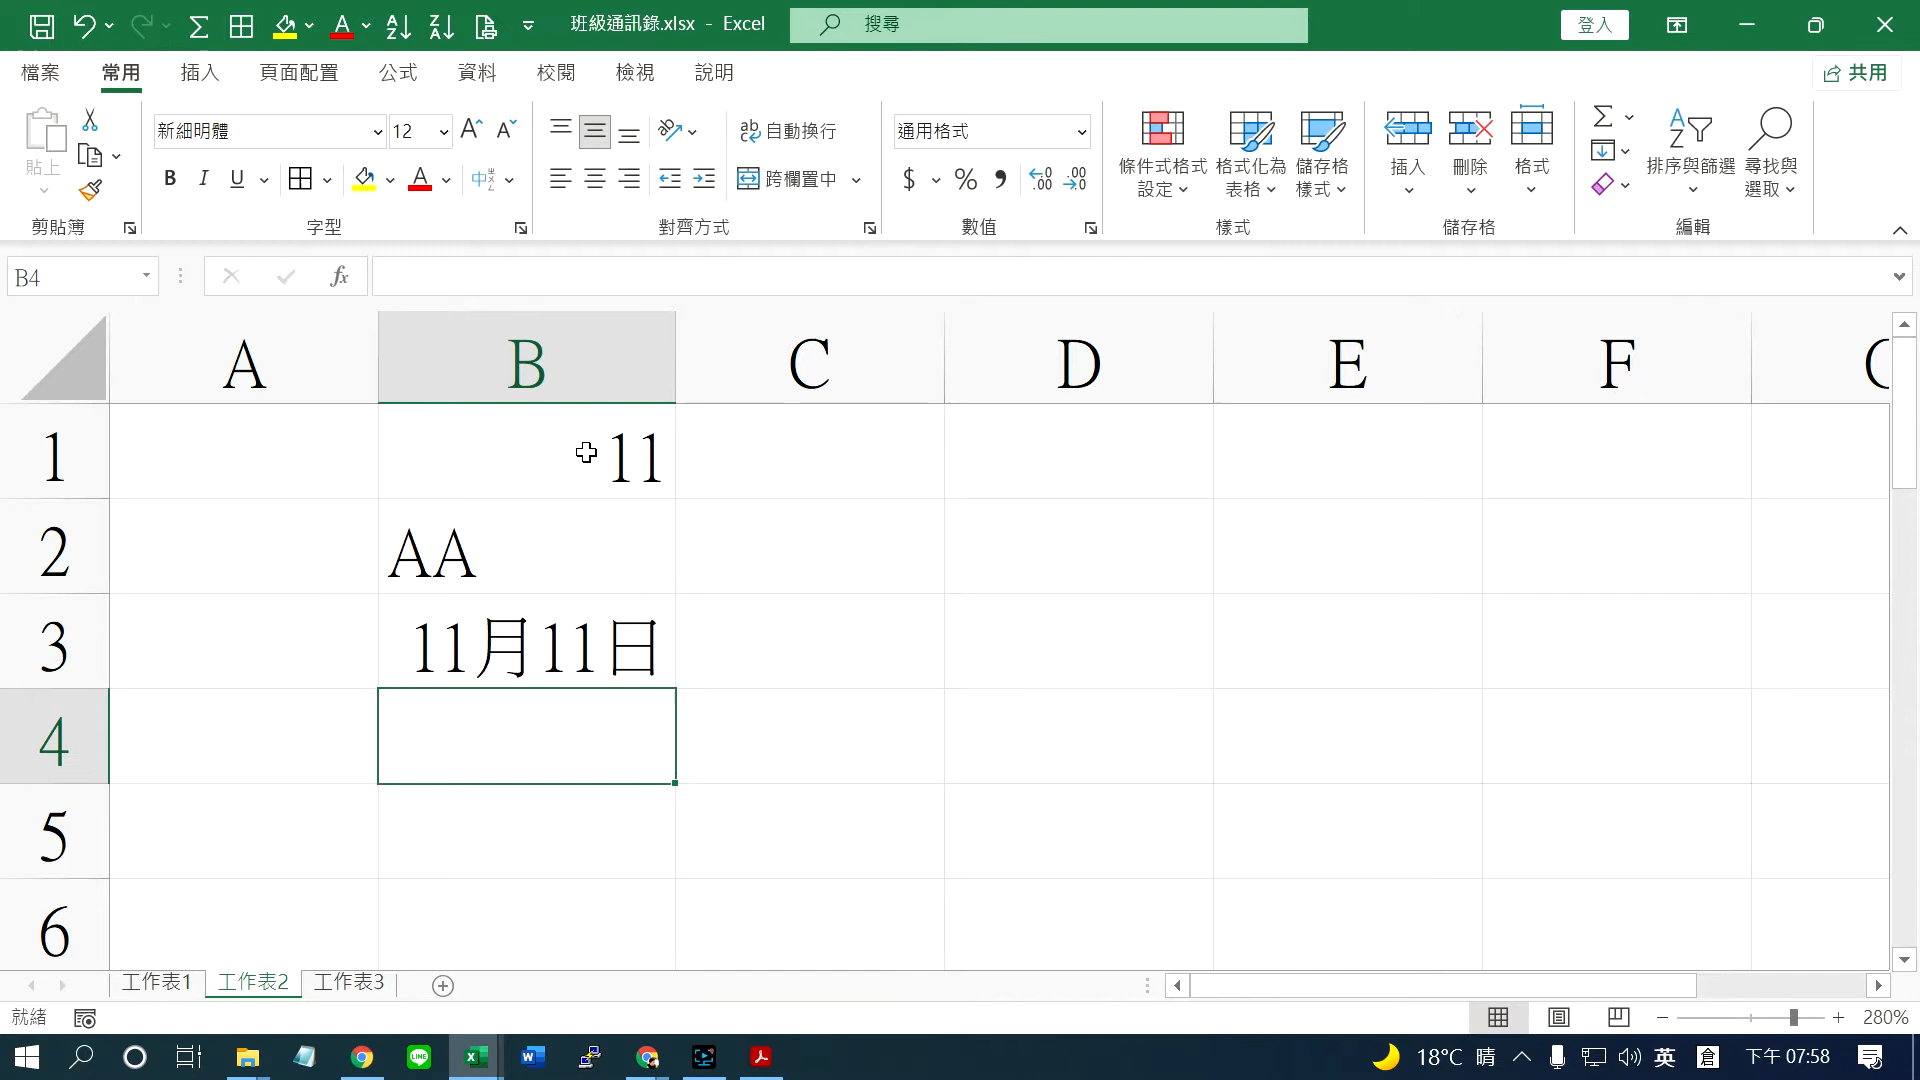 班級通訊錄.xlsx - Excel
搜尋
登入
檔案 常用 插入 頁面配置 公式 資料 校閱 檢視 說明 共用
貼上
新細明體 12
自動換行
通用格式
B I U
跨欄置中
條件式格式設定
格式化為表格
儲存格樣式
插入
刪除
格式
排序與篩選
尋找與選取
剪貼簿 字型 對齊方式 數值 樣式 儲存格 編輯
B4 fx
A B C D E F
1 11
2 AA
3 11月11日
4
5
6
工作表1 工作表2 工作表3
就緒 280%
18°C 晴 英 倉 下午 07:58